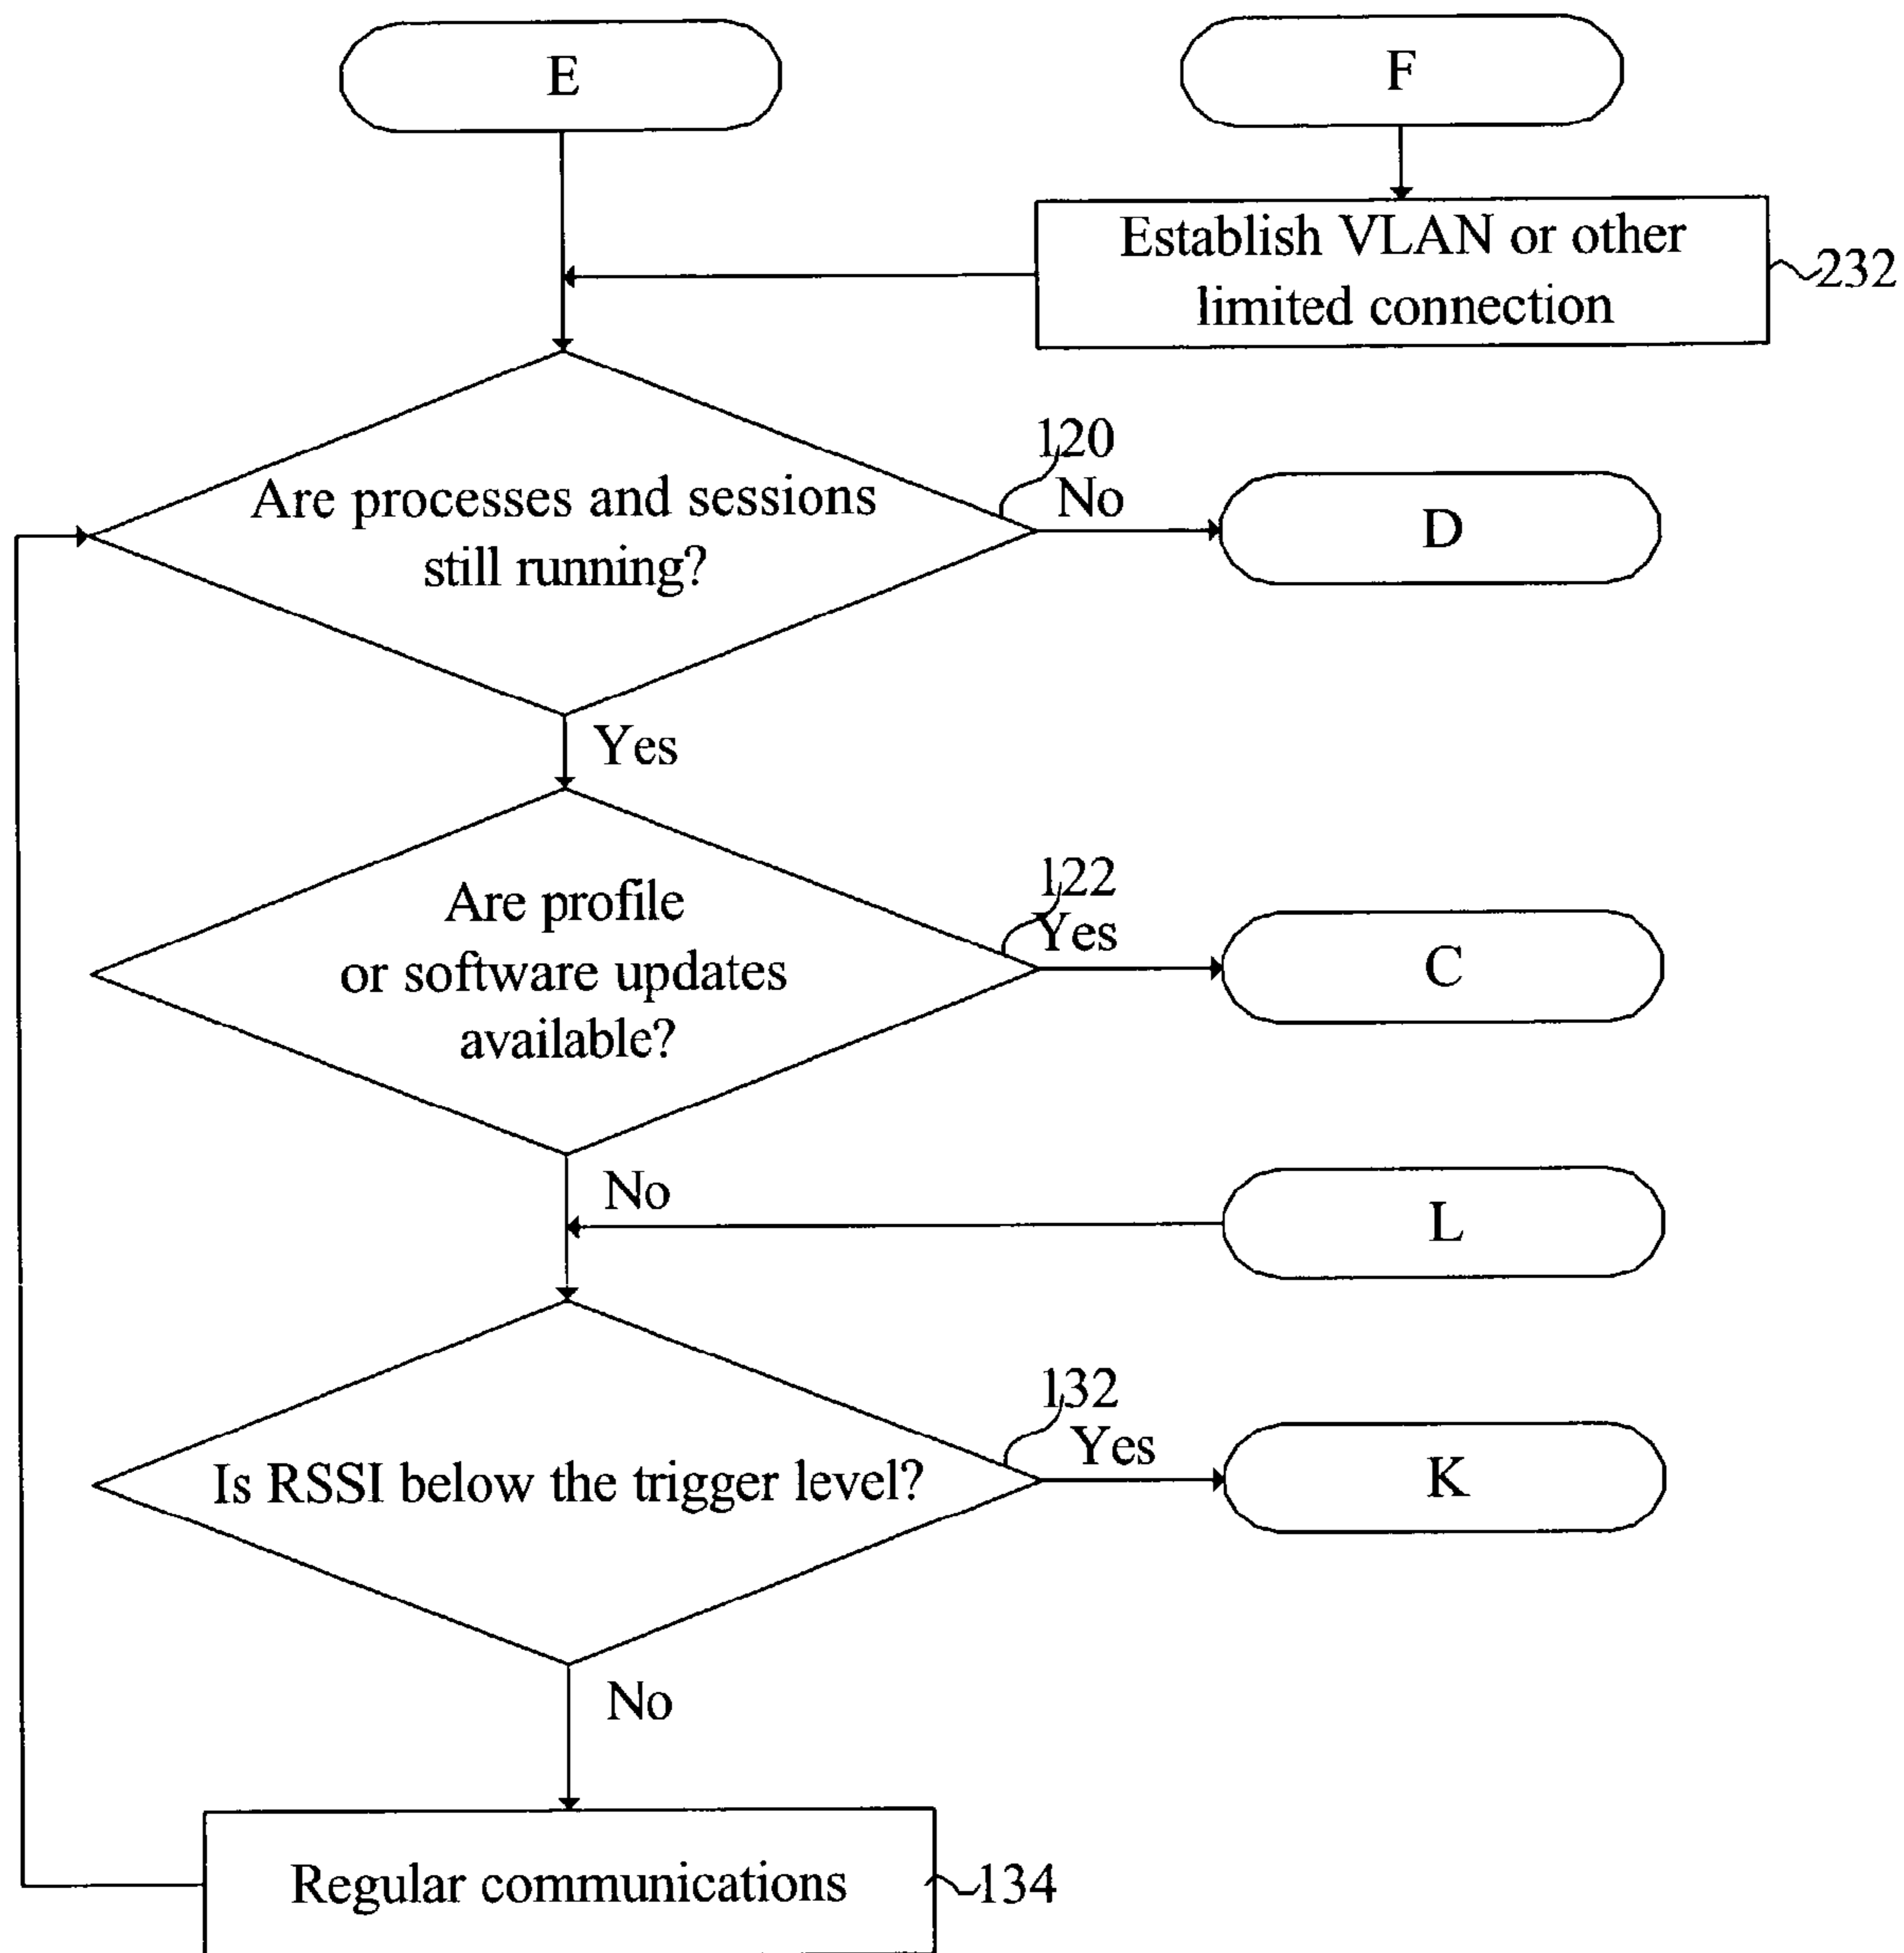 E
F
Establish VLAN or other
limited connection
232
120
No
Are processes and sessions
still running?
D
Yes
122
Yes
Are profile
or software updates
available?
C
No
L
132
Yes
Is RSSI below the trigger level?
K
No
Regular communications
134